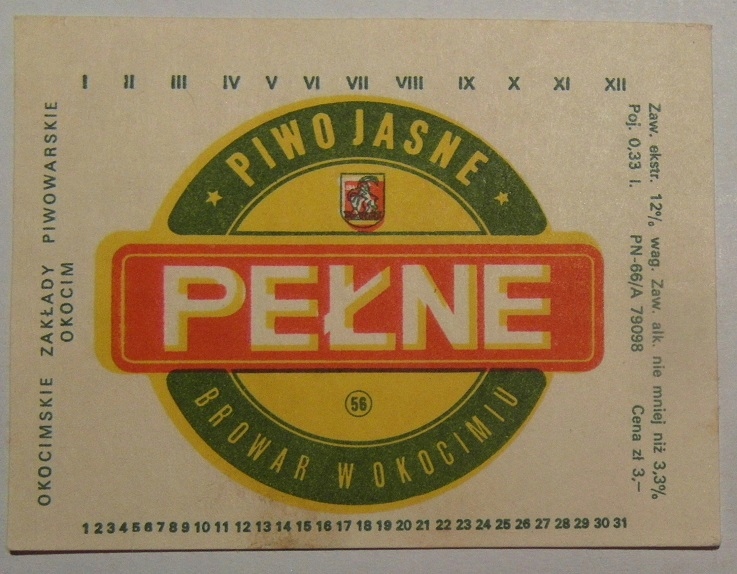 I II III IV V VI VII VIII IX X XI XII
OKOCIMSKIE ZAKŁADY PIWOWARSKIE
OKOCIM
PIWO JASNE
PEŁNE
56
BROWAR W OKOCIMIU
Zaw. ekstr. 12% wag. Zaw. alk. nie mniej niż 3,3%
Poj. 0,33 l. PN-66/A 79098 Cena zł 3,—
1 2 3 4 5 6 7 8 9 10 11 12 13 14 15 16 17 18 19 20 21 22 23 24 25 26 27 28 29 30 31